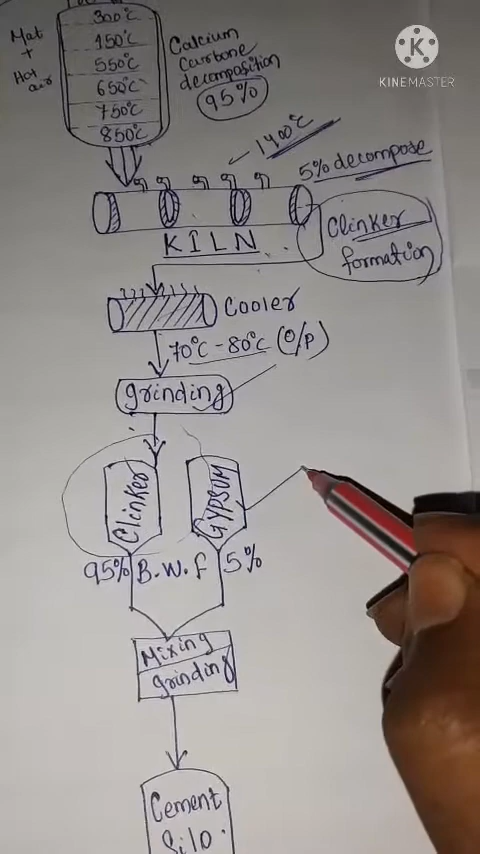 300°C
Mat
+
Hot
air
450°C
550°C
650°C
750°C
850°C
Calcium
Carbone
decomposition
95%
KINEMASTER
1400°C
5% decompose
KILN
Clinker
formation
Cooler
70°C-80°C (O/P)
grinding
Clinker
Gypsum
95% B.W.F 5%
Mixing
grinding
Cement
Silo.